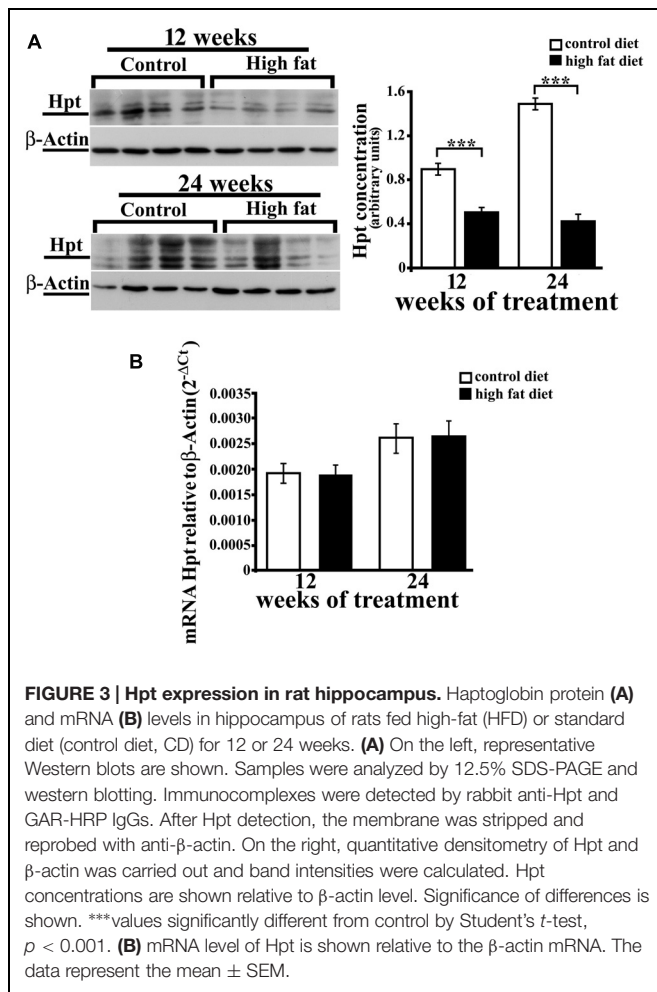 A
12 weeks
Control High fat
Hpt
β-Actin
24 weeks
Control High fat
Hpt
β-Actin
control diet
high fat diet
Hpt concentration
(arbitrary units)
1.6
1.2
0.8
0.4
0
***
***
12 24
weeks of treatment
B
mRNA Hpt relative to β-Actin (2^-ΔCt)
control diet
high fat diet
0.0035
0.0030
0.0025
0.0020
0.0015
0.0010
0.0005
0
12 24
weeks of treatment
FIGURE 3 | Hpt expression in rat hippocampus. Haptoglobin protein (A)
and mRNA (B) levels in hippocampus of rats fed high-fat (HFD) or standard
diet (control diet, CD) for 12 or 24 weeks. (A) On the left, representative
Western blots are shown. Samples were analyzed by 12.5% SDS-PAGE and
western blotting. Immunocomplexes were detected by rabbit anti-Hpt and
GAR-HRP IgGs. After Hpt detection, the membrane was stripped and
reprobed with anti-β-actin. On the right, quantitative densitometry of Hpt and
β-actin was carried out and band intensities were calculated. Hpt
concentrations are shown relative to β-actin level. Significance of differences is
shown. ***values significantly different from control by Student's t-test,
p < 0.001. (B) mRNA level of Hpt is shown relative to the β-actin mRNA. The
data represent the mean ± SEM.